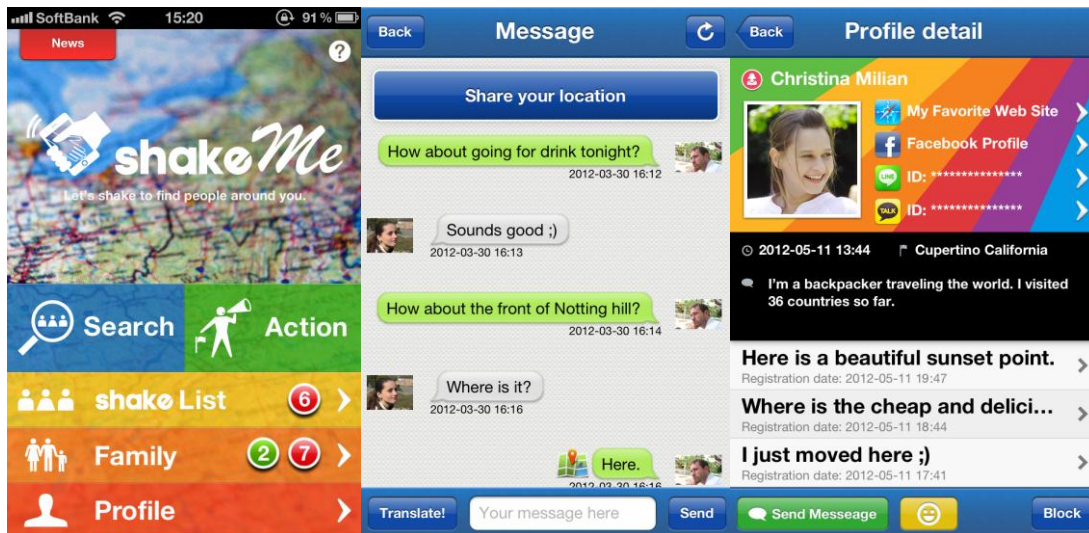 SoftBank 15:20 91%
News
?
shakeMe
Let's shake to find people around you.
Search Action
shake List 6
Family 2 7
Profile
Back Message
Share your location
How about going for drink tonight?
2012-03-30 16:12
Sounds good ;)
2012-03-30 16:13
How about the front of Notting hill?
2012-03-30 16:14
Where is it?
2012-03-30 16:16
Here.
2012-03-30 16:16
Translate! Your message here Send
Back Profile detail
Christina Milian
My Favorite Web Site
f Facebook Profile
LINE ID: **************
TALK ID: **************
2012-05-11 13:44 Cupertino California
I'm a backpacker traveling the world. I visited
36 countries so far.
Here is a beautiful sunset point.
Registration date: 2012-05-11 19:47
Where is the cheap and delici...
Registration date: 2012-05-11 18:44
I just moved here ;)
Registration date: 2012-05-11 17:41
Send Messeage Block